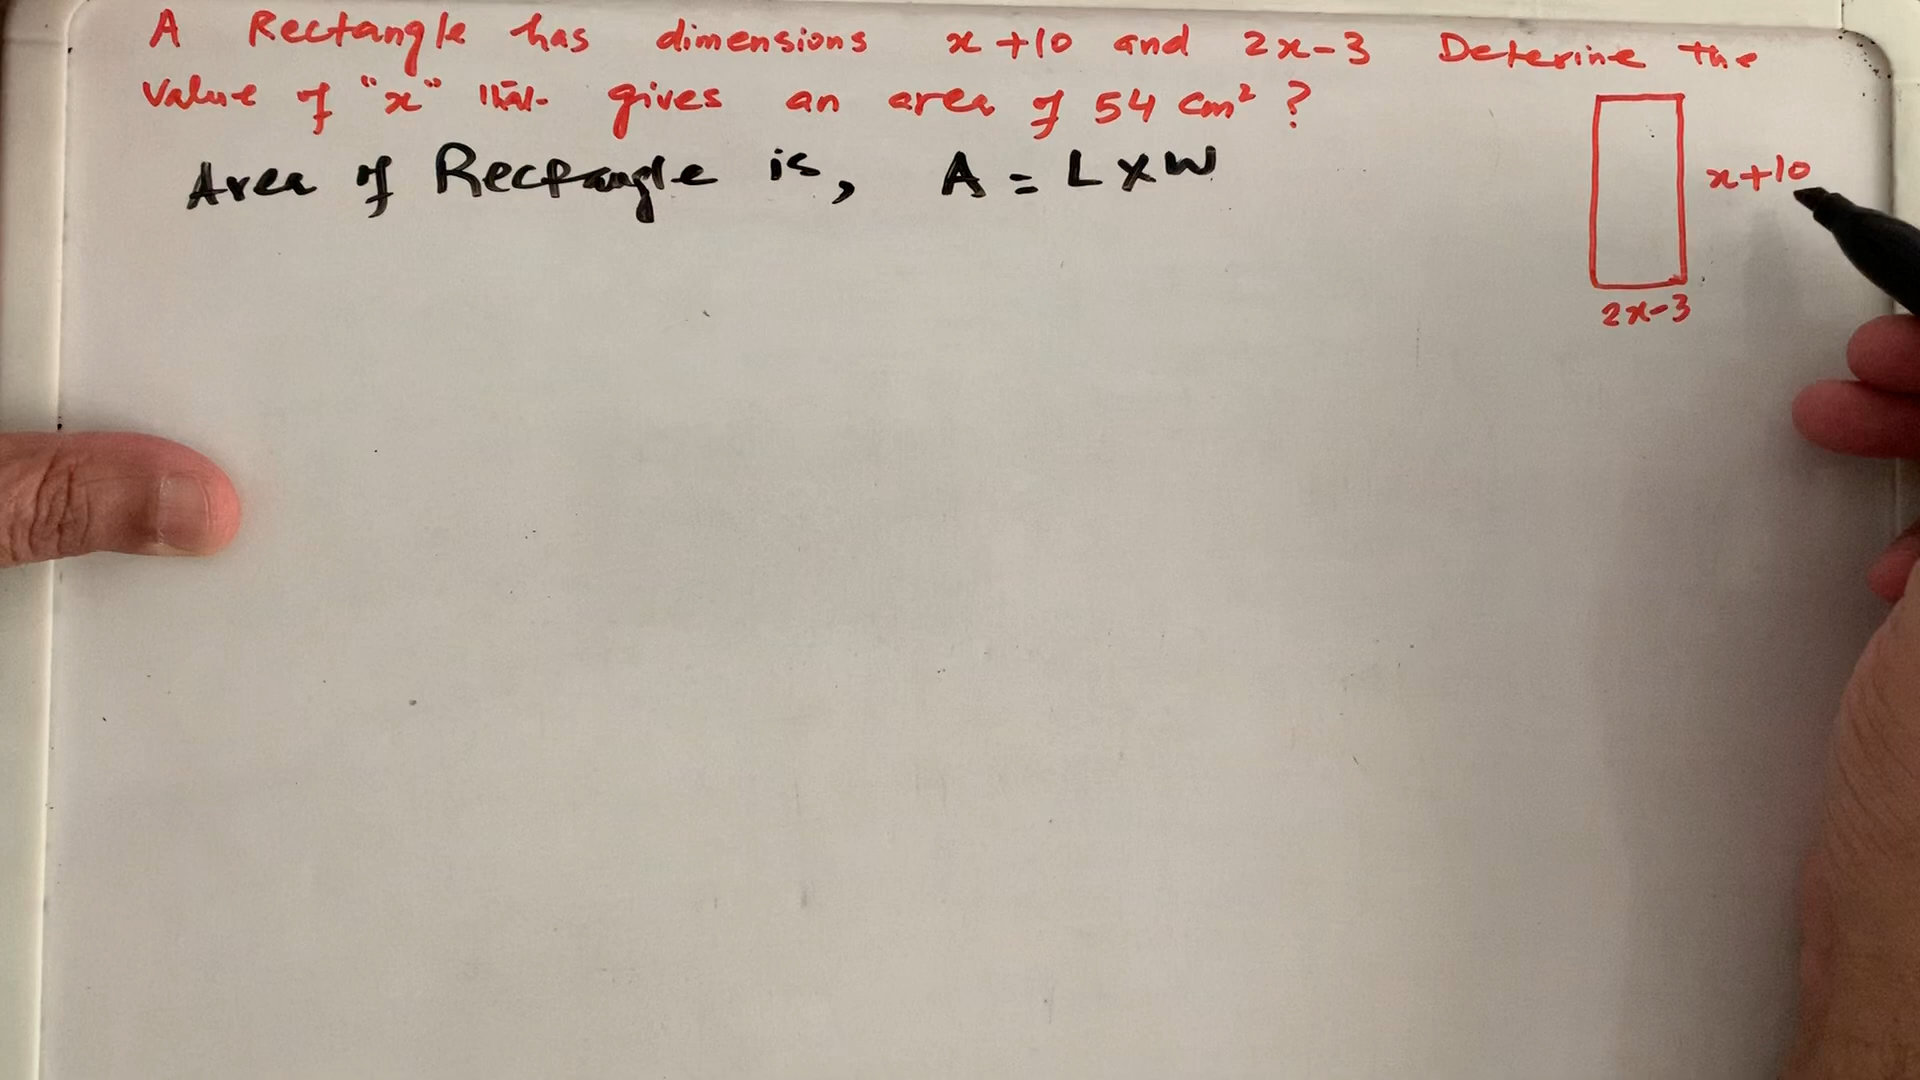 A Rectangle has dimensions x+10 and 2x-3 Deterine the
value of "x" that gives an area of 54 cm² ?
Area of Rectangle is, A = L x W
x+10
2x-3